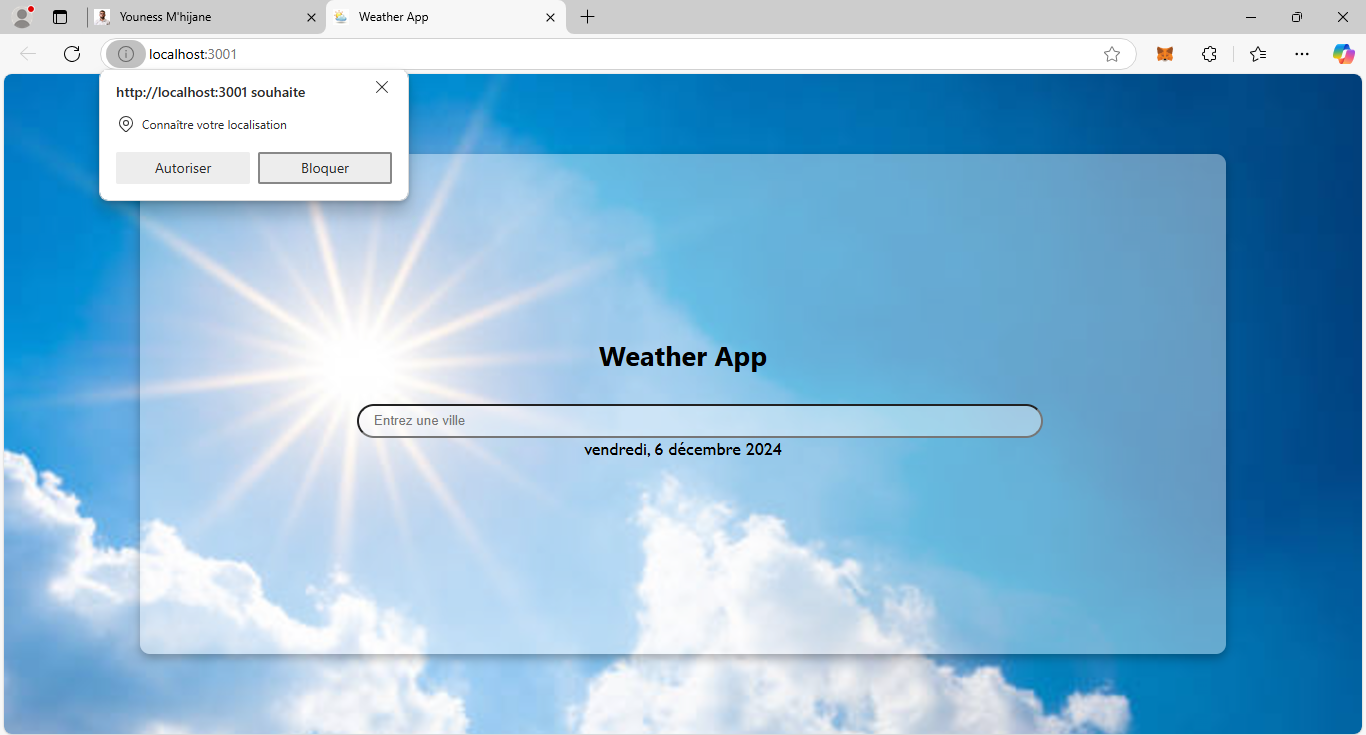 Youness M'hijane
Weather App
localhost:3001
http://localhost:3001 souhaite
Connaître votre localisation
Autoriser
Bloquer
Weather App
Entrez une ville
vendredi, 6 décembre 2024